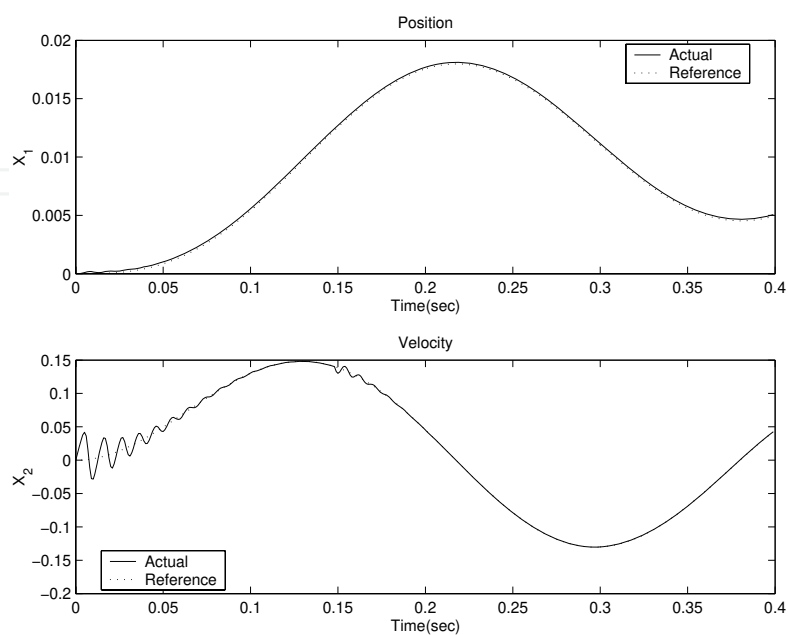 Position
0.02
0.015
0.01
0.005
0
X1
Actual
Reference
0 0.05 0.1 0.15 0.2 0.25 0.3 0.35 0.4
Time(sec)
Velocity
0.15
0.1
0.05
0
−0.05
−0.1
−0.15
−0.2
X2
Actual
Reference
0 0.05 0.1 0.15 0.2 0.25 0.3 0.35 0.4
Time(sec)